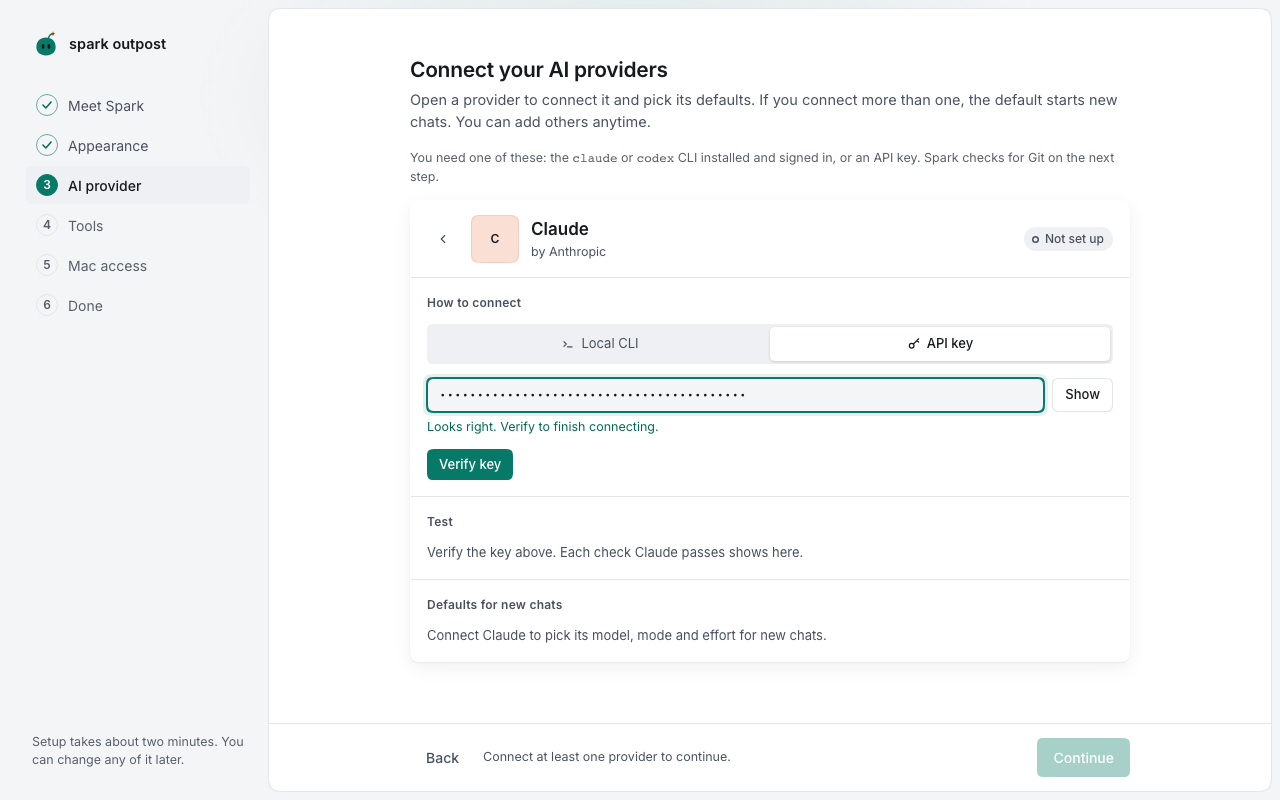 spark outpost
Meet Spark
Appearance
3 AI provider
4 Tools
5 Mac access
6 Done
Setup takes about two minutes. You
can change any of it later.
Connect your AI providers
Open a provider to connect it and pick its defaults. If you connect more than one, the default starts new
chats. You can add others anytime.
You need one of these: the claude or codex CLI installed and signed in, or an API key. Spark checks for Git on the next
step.
C
Claude
by Anthropic
Not set up
How to connect
Local CLI
API key
Show
Looks right. Verify to finish connecting.
Verify key
Test
Verify the key above. Each check Claude passes shows here.
Defaults for new chats
Connect Claude to pick its model, mode and effort for new chats.
Back
Connect at least one provider to continue.
Continue